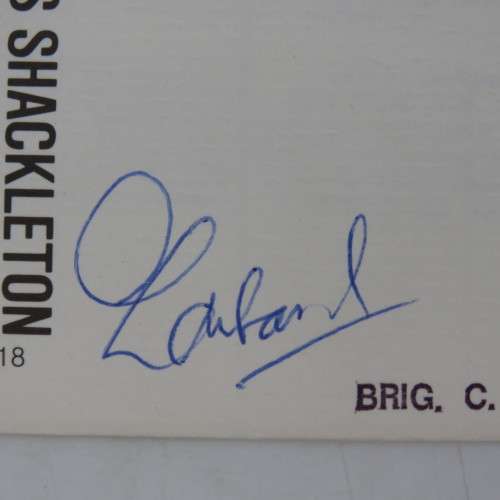 S SHACKLETON
18
BRIG. C.